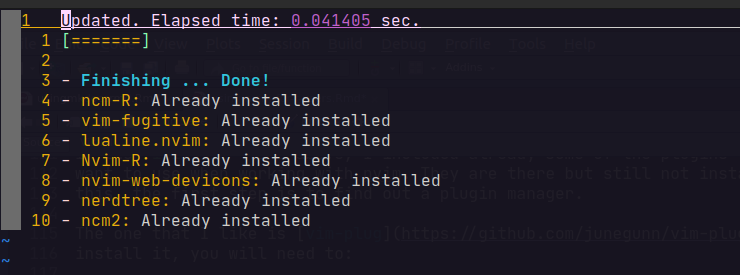 1 Updated. Elapsed time: 0.041405 sec.
1 [=======]
2
3 - Finishing ... Done!
4 - ncm-R: Already installed
5 - vim-fugitive: Already installed
6 - lualine.nvim: Already installed
7 - Nvim-R: Already installed
8 - nvim-web-devicons: Already installed
9 - nerdtree: Already installed
10 - ncm2: Already installed
~
~